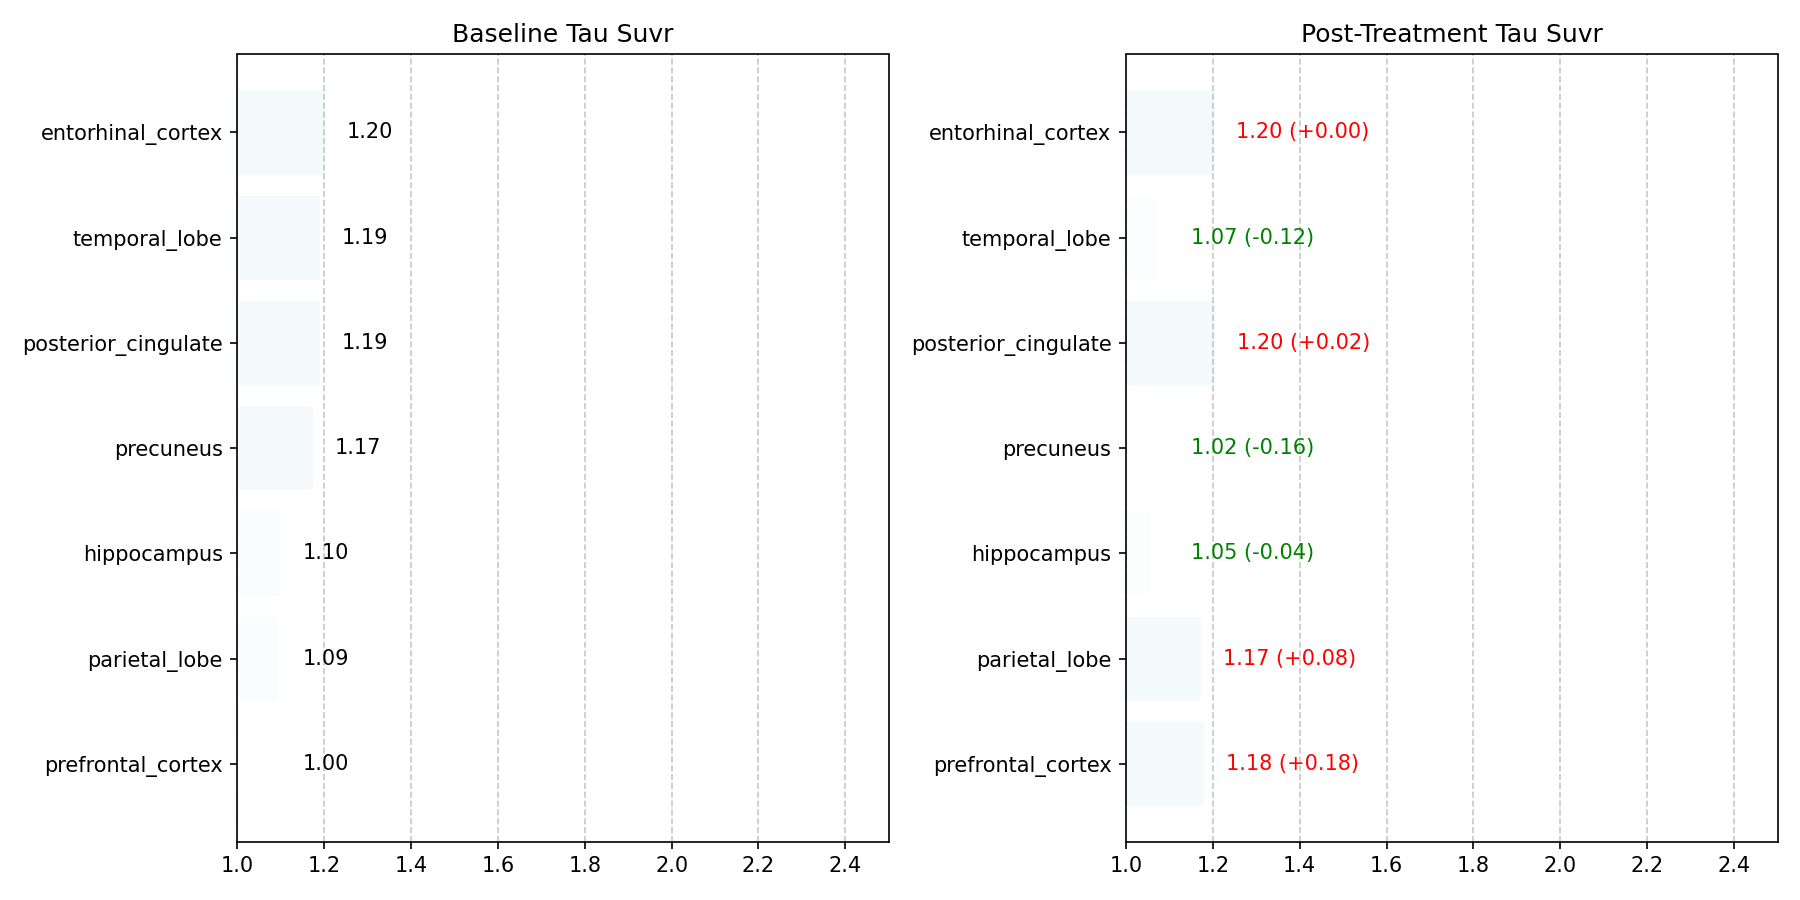 Baseline Tau Suvr
entorhinal_cortex 1.20
temporal_lobe 1.19
posterior_cingulate 1.19
precuneus 1.17
hippocampus 1.10
parietal_lobe 1.09
prefrontal_cortex 1.00
1.0 1.2 1.4 1.6 1.8 2.0 2.2 2.4
Post-Treatment Tau Suvr
entorhinal_cortex 1.20 (+0.00)
temporal_lobe 1.07 (-0.12)
posterior_cingulate 1.20 (+0.02)
precuneus 1.02 (-0.16)
hippocampus 1.05 (-0.04)
parietal_lobe 1.17 (+0.08)
prefrontal_cortex 1.18 (+0.18)
1.0 1.2 1.4 1.6 1.8 2.0 2.2 2.4